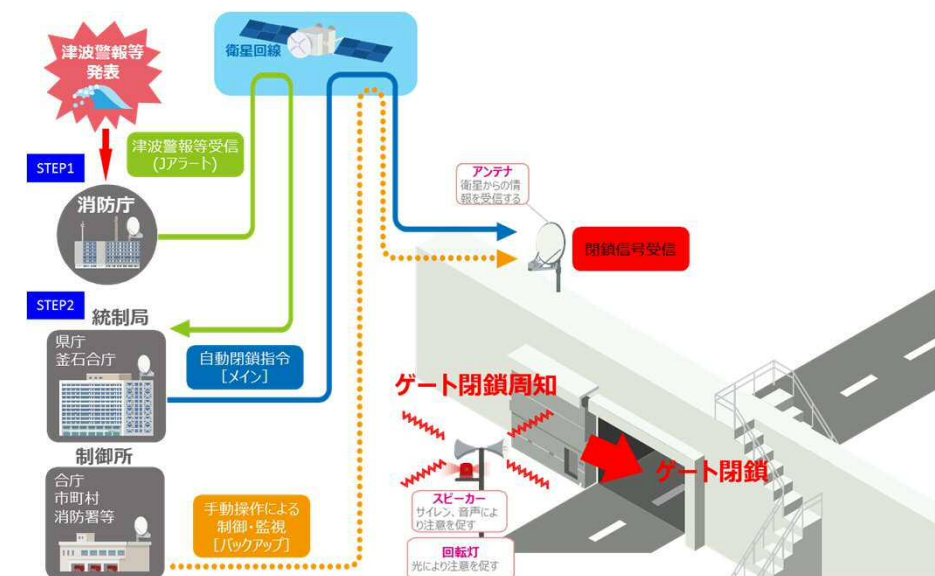 津波警報等
発表
衛星回線
津波警報等受信
(Jアラート)
STEP1
消防庁
アンテナ
衛星からの情
報を受信する
閉鎖信号受信
STEP2
統制局
県庁
釜石合庁
自動閉鎖指令
[メイン]
ゲート閉鎖周知
ゲート閉鎖
制御所
合庁
市町村
消防署等
手動操作による
制御・監視
[バックアップ]
スピーカー
サイレン、音声によ
り注意を促す
回転灯
光により注意を促す